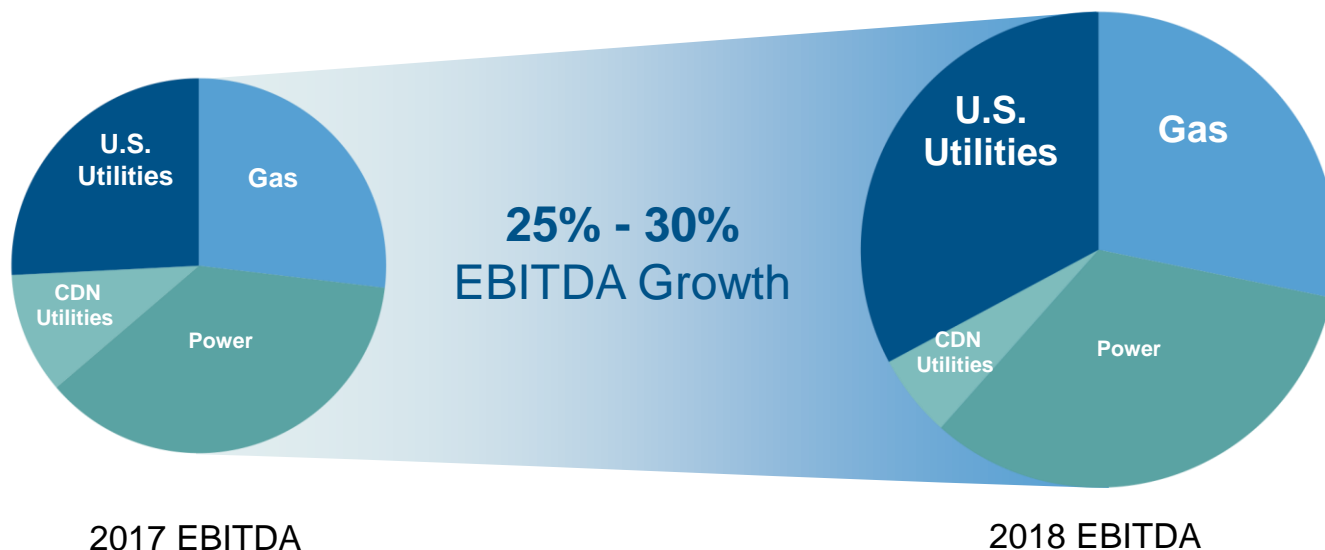 U.S.
Utilities
Gas
CDN
Utilities
Power
2017 EBITDA
25% - 30%
EBITDA Growth
U.S.
Utilities
Gas
CDN
Utilities
Power
2018 EBITDA